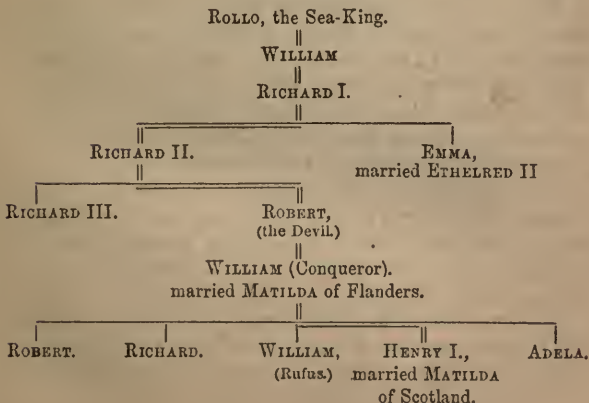 ROLLO, the Sea-King.
WILLIAM
RICHARD I.
RICHARD II.
EMMA,
married ETHELRED II
RICHARD III.
ROBERT,
(the Devil.)
WILLIAM (Conqueror).
married MATILDA of Flanders.
ROBERT. RICHARD. WILLIAM, HENRY I., ADELA.
(Rufus.) married MATILDA
of Scotland.